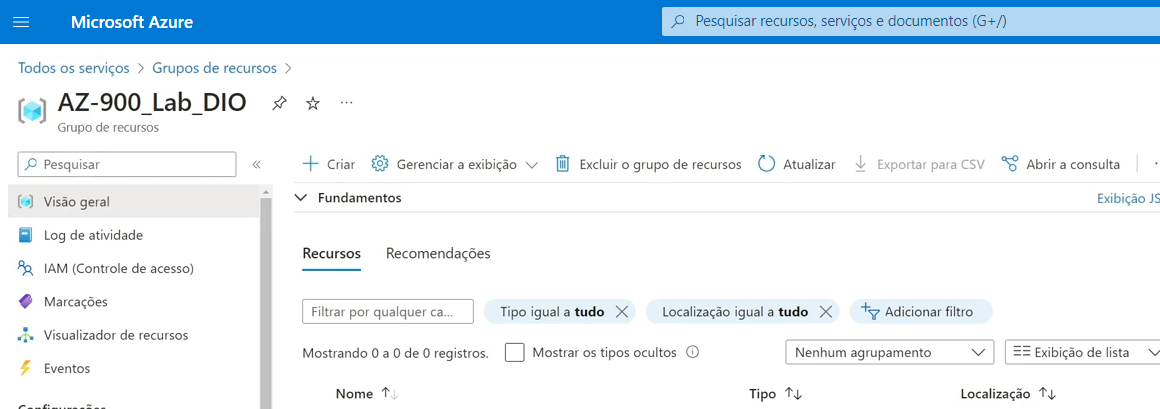 Microsoft Azure
Pesquisar recursos, serviços e documentos (G+/)
Todos os serviços > Grupos de recursos >
AZ-900_Lab_DIO
Grupo de recursos
Pesquisar
Criar Gerenciar a exibição Excluir o grupo de recursos Atualizar Exportar para CSV Abrir a consulta
Visão geral
Log de atividade
IAM (Controle de acesso)
Marcações
Visualizador de recursos
Eventos
Configurações
Fundamentos
Exibição JS
Recursos Recomendações
Filtrar por qualquer ca... Tipo igual a tudo Localização igual a tudo Adicionar filtro
Mostrando 0 a 0 de 0 registros. Mostrar os tipos ocultos Nenhum agrupamento Exibição de lista
Nome Tipo Localização